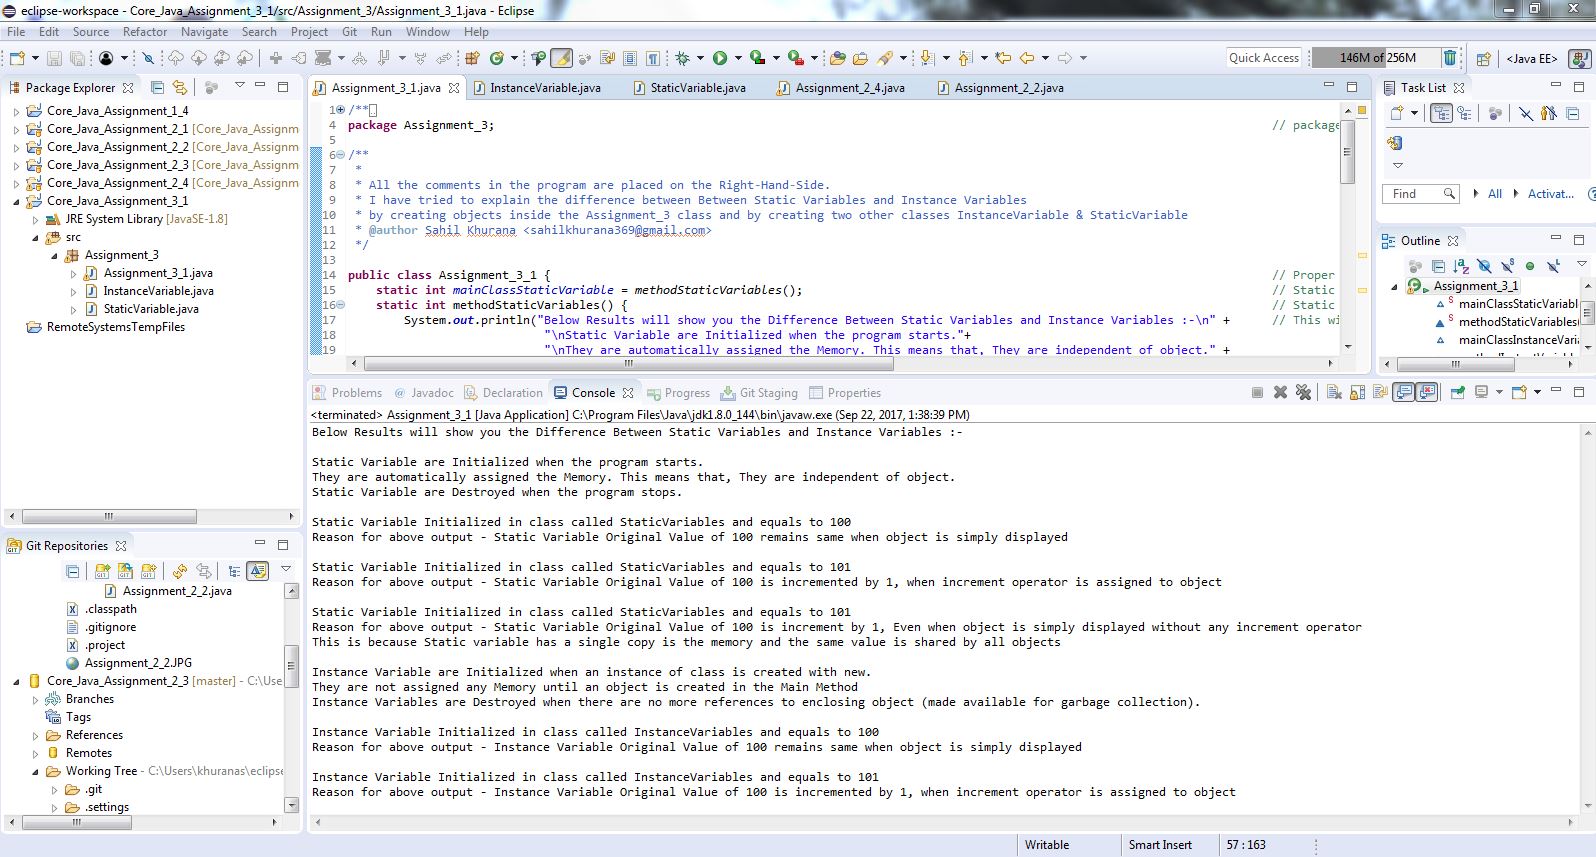 eclipse-workspace - Core_Java_Assignment_3_1/src/Assignment_3/Assignment_3_1.java - Eclipse
File Edit Source Refactor Navigate Search Project Git Run Window Help
Quick Access
146M of 256M
<Java EE>
Package Explorer
Core_Java_Assignment_1_4
Core_Java_Assignment_2_1 [Core_Java_Assignm
Core_Java_Assignment_2_2 [Core_Java_Assignm
Core_Java_Assignment_2_3 [Core_Java_Assignm
Core_Java_Assignment_2_4 [Core_Java_Assignm
Core_Java_Assignment_3_1
JRE System Library [JavaSE-1.8]
src
Assignment_3
Assignment_3_1.java
InstanceVariable.java
StaticVariable.java
RemoteSystemsTempFiles
Git Repositories
Assignment_2_2.java
.classpath
.gitignore
.project
Assignment_2_2.JPG
Core_Java_Assignment_2_3 [master] - C:\Use
Branches
Tags
References
Remotes
Working Tree - C:\Users\khuranas\eclipse
.git
.settings
Assignment_3_1.java InstanceVariable.java StaticVariable.java Assignment_2_4.java Assignment_2_2.java
1 /**
4 package Assignment_3; // package
5
6 /**
7 *
8 * All the comments in the program are placed on the Right-Hand-Side.
9 * I have tried to explain the difference between Between Static Variables and Instance Variables
10 * by creating objects inside the Assignment_3 class and by creating two other classes InstanceVariable & StaticVariable
11 * @author Sahil Khurana <sahilkhurana369@gmail.com>
12 */
13
14 public class Assignment_3_1 { // Proper
15 static int mainClassStaticVariable = methodStaticVariables(); // Static
16 static int methodStaticVariables() { // Static
17 System.out.println("Below Results will show you the Difference Between Static Variables and Instance Variables :-\n" + // This wi
18 "\nStatic Variable are Initialized when the program starts."+
19 "\nThey are automatically assigned the Memory. This means that, They are independent of object." +
Task List
Find
All
Activat...
Outline
Assignment_3_1
S mainClassStaticVariabl
S methodStaticVariables(
mainClassInstanceVaria
Problems @ Javadoc Declaration Console Progress Git Staging Properties
<terminated> Assignment_3_1 [Java Application] C:\Program Files\Java\jdk1.8.0_144\bin\javaw.exe (Sep 22, 2017, 1:38:39 PM)
Below Results will show you the Difference Between Static Variables and Instance Variables :-
Static Variable are Initialized when the program starts.
They are automatically assigned the Memory. This means that, They are independent of object.
Static Variable are Destroyed when the program stops.
Static Variable Initialized in class called StaticVariables and equals to 100
Reason for above output - Static Variable Original Value of 100 remains same when object is simply displayed
Static Variable Initialized in class called StaticVariables and equals to 101
Reason for above output - Static Variable Original Value of 100 is incremented by 1, when increment operator is assigned to object
Static Variable Initialized in class called StaticVariables and equals to 101
Reason for above output - Static Variable Original Value of 100 is increment by 1, Even when object is simply displayed without any increment operator
This is because Static variable has a single copy is the memory and the same value is shared by all objects
Instance Variable are Initialized when an instance of class is created with new.
They are not assigned any Memory until an object is created in the Main Method
Instance Variables are Destroyed when there are no more references to enclosing object (made available for garbage collection).
Instance Variable Initialized in class called InstanceVariables and equals to 100
Reason for above output - Instance Variable Original Value of 100 remains same when object is simply displayed
Instance Variable Initialized in class called InstanceVariables and equals to 101
Reason for above output - Instance Variable Original Value of 100 is incremented by 1, when increment operator is assigned to object
Writable
Smart Insert
57 : 163